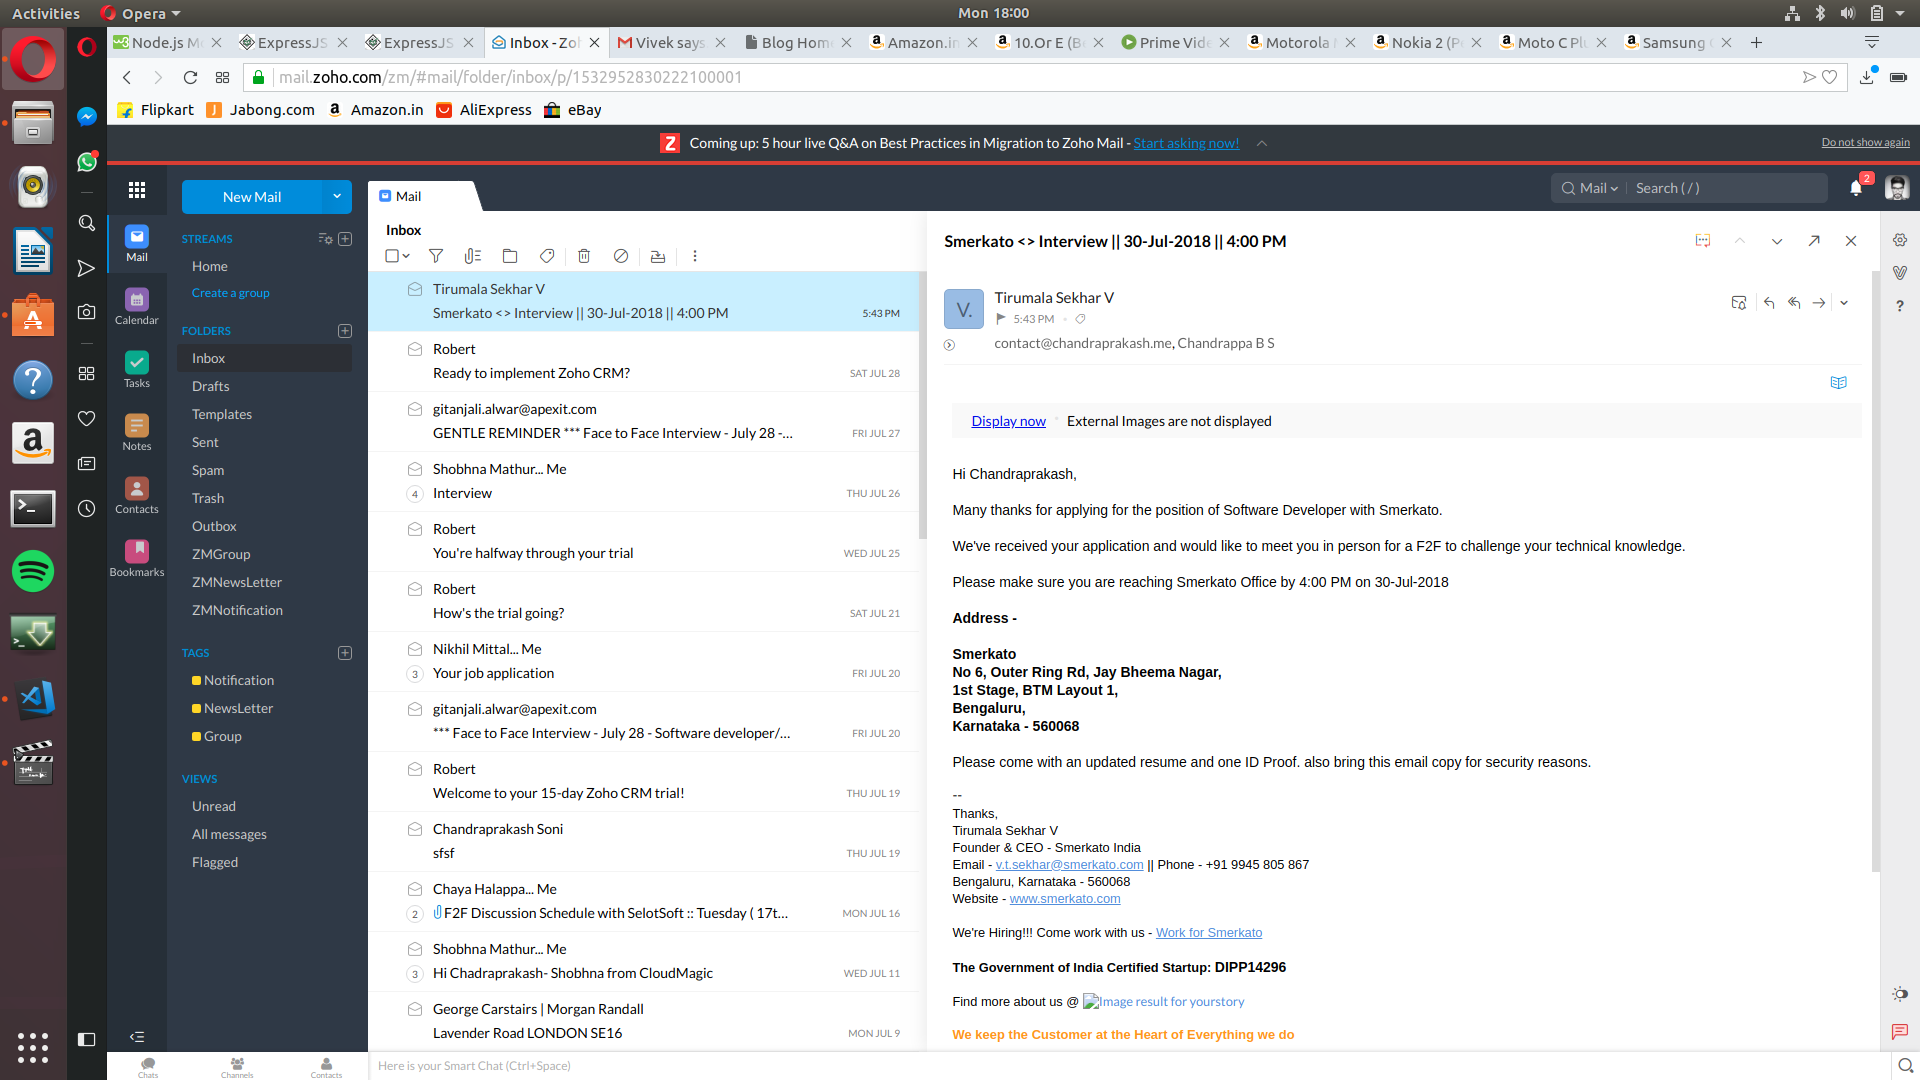 Activities
Opera
Mon 18:00
Node.js M
ExpressJS
ExpressJS
Inbox - Zoh
Vivek says
Blog Home
Amazon.in
10.Or E (B
Prime Vide
Motorola
Nokia 2 (P
Moto C Pl
Samsung
mail.zoho.com/zm/#mail/folder/inbox/p/1532952830222100001
Flipkart
Jabong.com
Amazon.in
AliExpress
eBay
Coming up: 5 hour live Q&A on Best Practices in Migration to Zoho Mail - Start asking now!
Do not show again
New Mail
Mail
Mail
Search ( / )
2
Mail
Calendar
Tasks
Notes
Contacts
Bookmarks
STREAMS
Home
Create a group
FOLDERS
Inbox
Drafts
Templates
Sent
Spam
Trash
Outbox
ZMGroup
ZMNewsLetter
ZMNotification
TAGS
Notification
NewsLetter
Group
VIEWS
Unread
All messages
Flagged
Inbox
Tirumala Sekhar V
Smerkato <> Interview || 30-Jul-2018 || 4:00 PM 5:43 PM
Robert
Ready to implement Zoho CRM? SAT JUL 28
gitanjali.alwar@apexit.com
GENTLE REMINDER *** Face to Face Interview - July 28 -... FRI JUL 27
Shobhna Mathur... Me
4 Interview THU JUL 26
Robert
You're halfway through your trial WED JUL 25
Robert
How's the trial going? SAT JUL 21
Nikhil Mittal... Me
3 Your job application FRI JUL 20
gitanjali.alwar@apexit.com
*** Face to Face Interview - July 28 - Software developer/... FRI JUL 20
Robert
Welcome to your 15-day Zoho CRM trial! THU JUL 19
Chandraprakash Soni
sfsf THU JUL 19
Chaya Halappa... Me
2 F2F Discussion Schedule with SelotSoft :: Tuesday ( 17t... MON JUL 16
Shobhna Mathur... Me
3 Hi Chadraprakash- Shobhna from CloudMagic WED JUL 11
George Carstairs | Morgan Randall
Lavender Road LONDON SE16 MON JUL 9
Smerkato <> Interview || 30-Jul-2018 || 4:00 PM
V.
Tirumala Sekhar V
5:43 PM
contact@chandraprakash.me, Chandrappa B S
Display now
External Images are not displayed
Hi Chandraprakash,
Many thanks for applying for the position of Software Developer with Smerkato.
We've received your application and would like to meet you in person for a F2F to challenge your technical knowledge.
Please make sure you are reaching Smerkato Office by 4:00 PM on 30-Jul-2018
Address -
Smerkato
No 6, Outer Ring Rd, Jay Bheema Nagar,
1st Stage, BTM Layout 1,
Bengaluru,
Karnataka - 560068
Please come with an updated resume and one ID Proof. also bring this email copy for security reasons.
--
Thanks,
Tirumala Sekhar V
Founder & CEO - Smerkato India
Email - v.t.sekhar@smerkato.com || Phone - +91 9945 805 867
Bengaluru, Karnataka - 560068
Website - www.smerkato.com
We're Hiring!!! Come work with us - Work for Smerkato
The Government of India Certified Startup: DIPP14296
Find more about us @ Image result for yourstory
We keep the Customer at the Heart of Everything we do
Chats
Channels
Contacts
Here is your Smart Chat (Ctrl+Space)